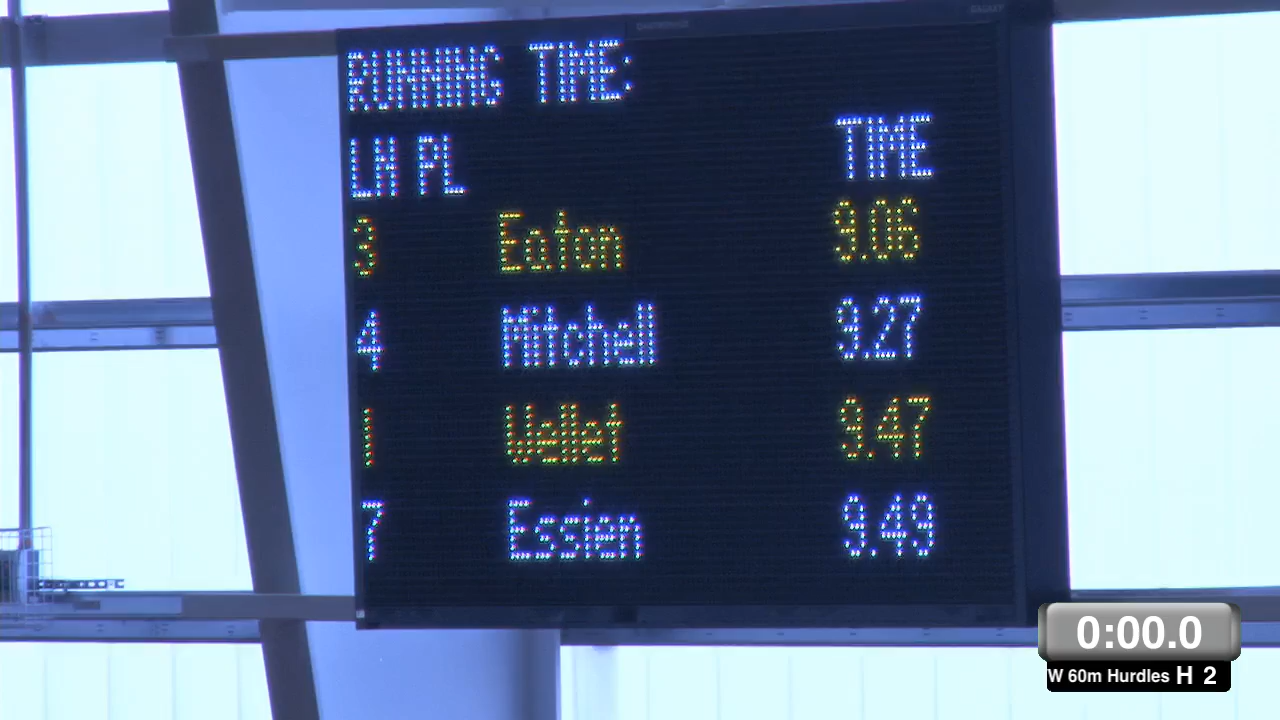 RUNNING TIME:
LH PL TIME
3 Eaton 9.06
4 Mitchell 9.27
1 Wellet 9.47
7 Essien 9.49
0:00.0
W 60m Hurdles H 2